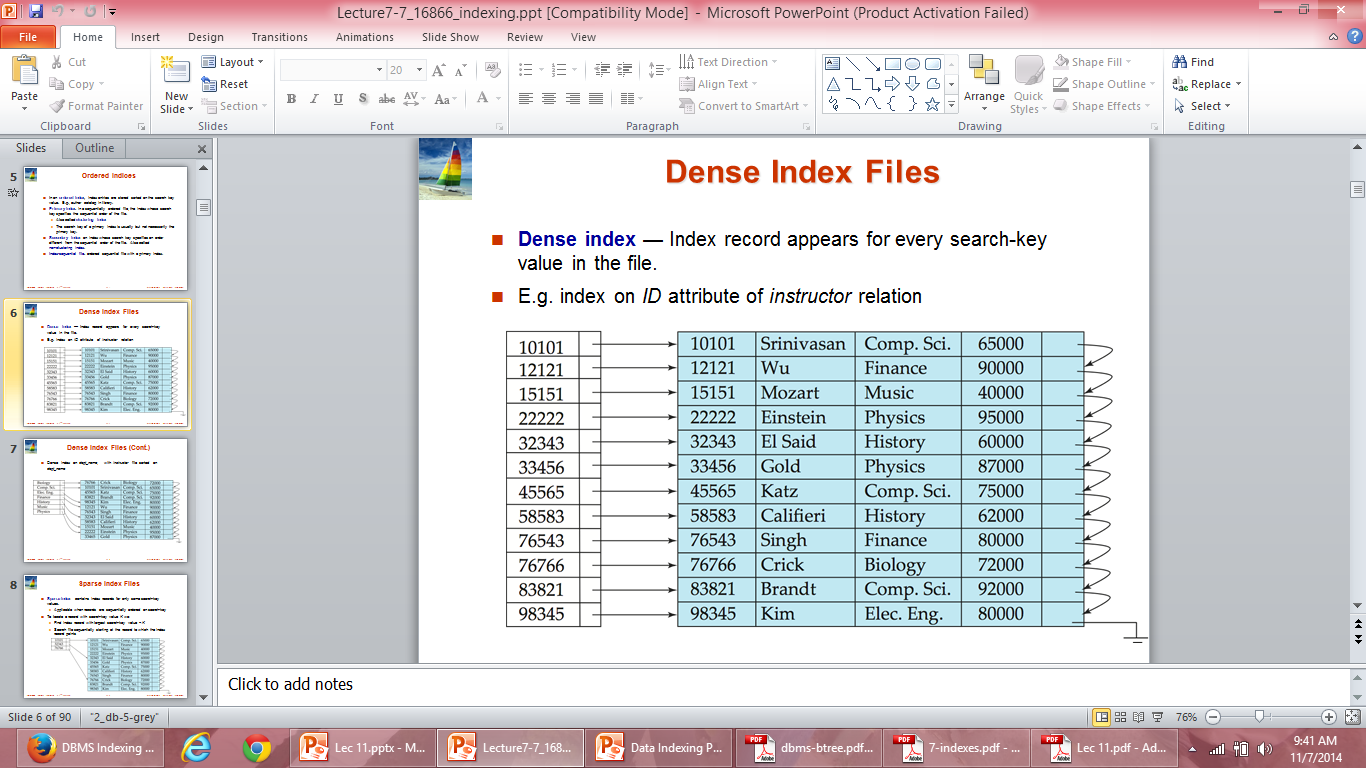 Lecture7-7_16866_indexing.ppt [Compatibility Mode] - Microsoft PowerPoint (Product Activation Failed)
File Home Insert Design Transitions Animations Slide Show Review View
Paste
Cut
Copy
Format Painter
Clipboard
New Slide
Layout
Reset
Section
Slides
20
Font
Paragraph
Text Direction
Align Text
Convert to SmartArt
Drawing
Arrange
Quick Styles
Shape Fill
Shape Outline
Shape Effects
Find
Replace
Select
Editing
Slides Outline
5
Ordered Indices
6
Dense Index Files
7
Dense Index Files (Cont.)
8
Sparse Index Files
Dense Index Files
Dense index — Index record appears for every search-key
value in the file.
E.g. index on ID attribute of instructor relation
10101 10101 Srinivasan Comp. Sci. 65000
12121 12121 Wu Finance 90000
15151 15151 Mozart Music 40000
22222 22222 Einstein Physics 95000
32343 32343 El Said History 60000
33456 33456 Gold Physics 87000
45565 45565 Katz Comp. Sci. 75000
58583 58583 Califieri History 62000
76543 76543 Singh Finance 80000
76766 76766 Crick Biology 72000
83821 83821 Brandt Comp. Sci. 92000
98345 98345 Kim Elec. Eng. 80000
Click to add notes
Slide 6 of 90 "2_db-5-grey" 76%
DBMS Indexing ... Lec 11.pptx - M... Lecture7-7_168... Data Indexing P... dbms-btree.pdf... 7-indexes.pdf - ... Lec 11.pdf - Ad...
9:41 AM
11/7/2014